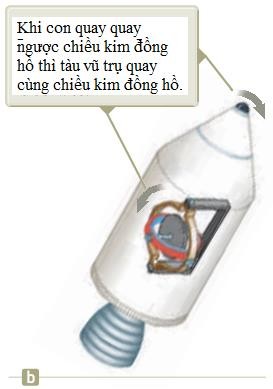 Khi con quay quay
ngược chiều kim đồng
hồ thì tàu vũ trụ quay
cùng chiều kim đồng hồ.
b